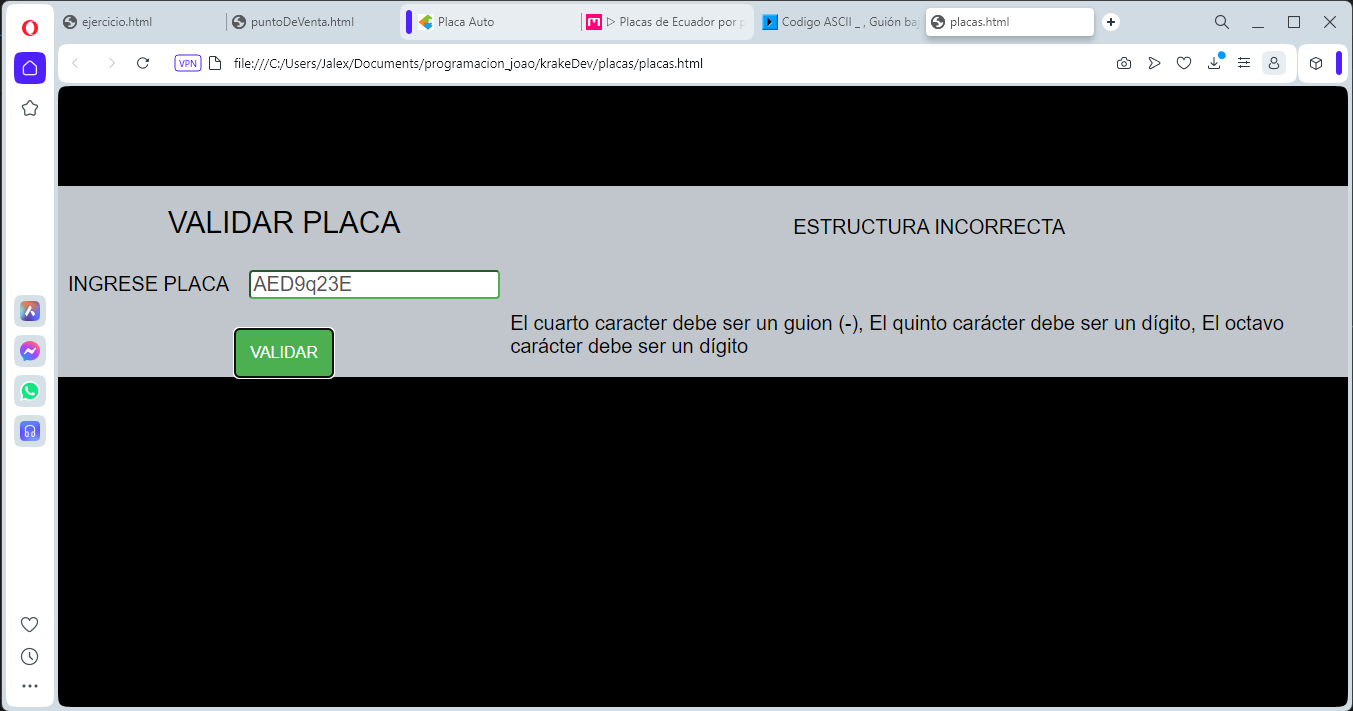 ejercicio.html
puntoDeVenta.html
Placa Auto
Placas de Ecuador por p
Codigo ASCII _ , Guión baj
placas.html
VPN
file:///C:/Users/Jalex/Documents/programacion_joao/krakeDev/placas/placas.html
VALIDAR PLACA
ESTRUCTURA INCORRECTA
INGRESE PLACA
AED9q23E
El cuarto caracter debe ser un guion (-), El quinto carácter debe ser un dígito, El octavo
carácter debe ser un dígito
VALIDAR